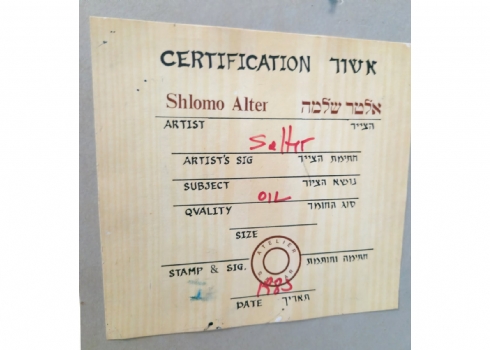 CERTIFICATION אשור
Shlomo Alter אלטר שלמה
ARTIST הצייר
Salter
ARTIST'S SIG חתימת הצייר
SUBJECT נושא הציור
OIL
QVALITY סוג החומר
SIZE
ATELIER
STAMP & SIG. חתימה וחותמת
1985
DATE תאריך